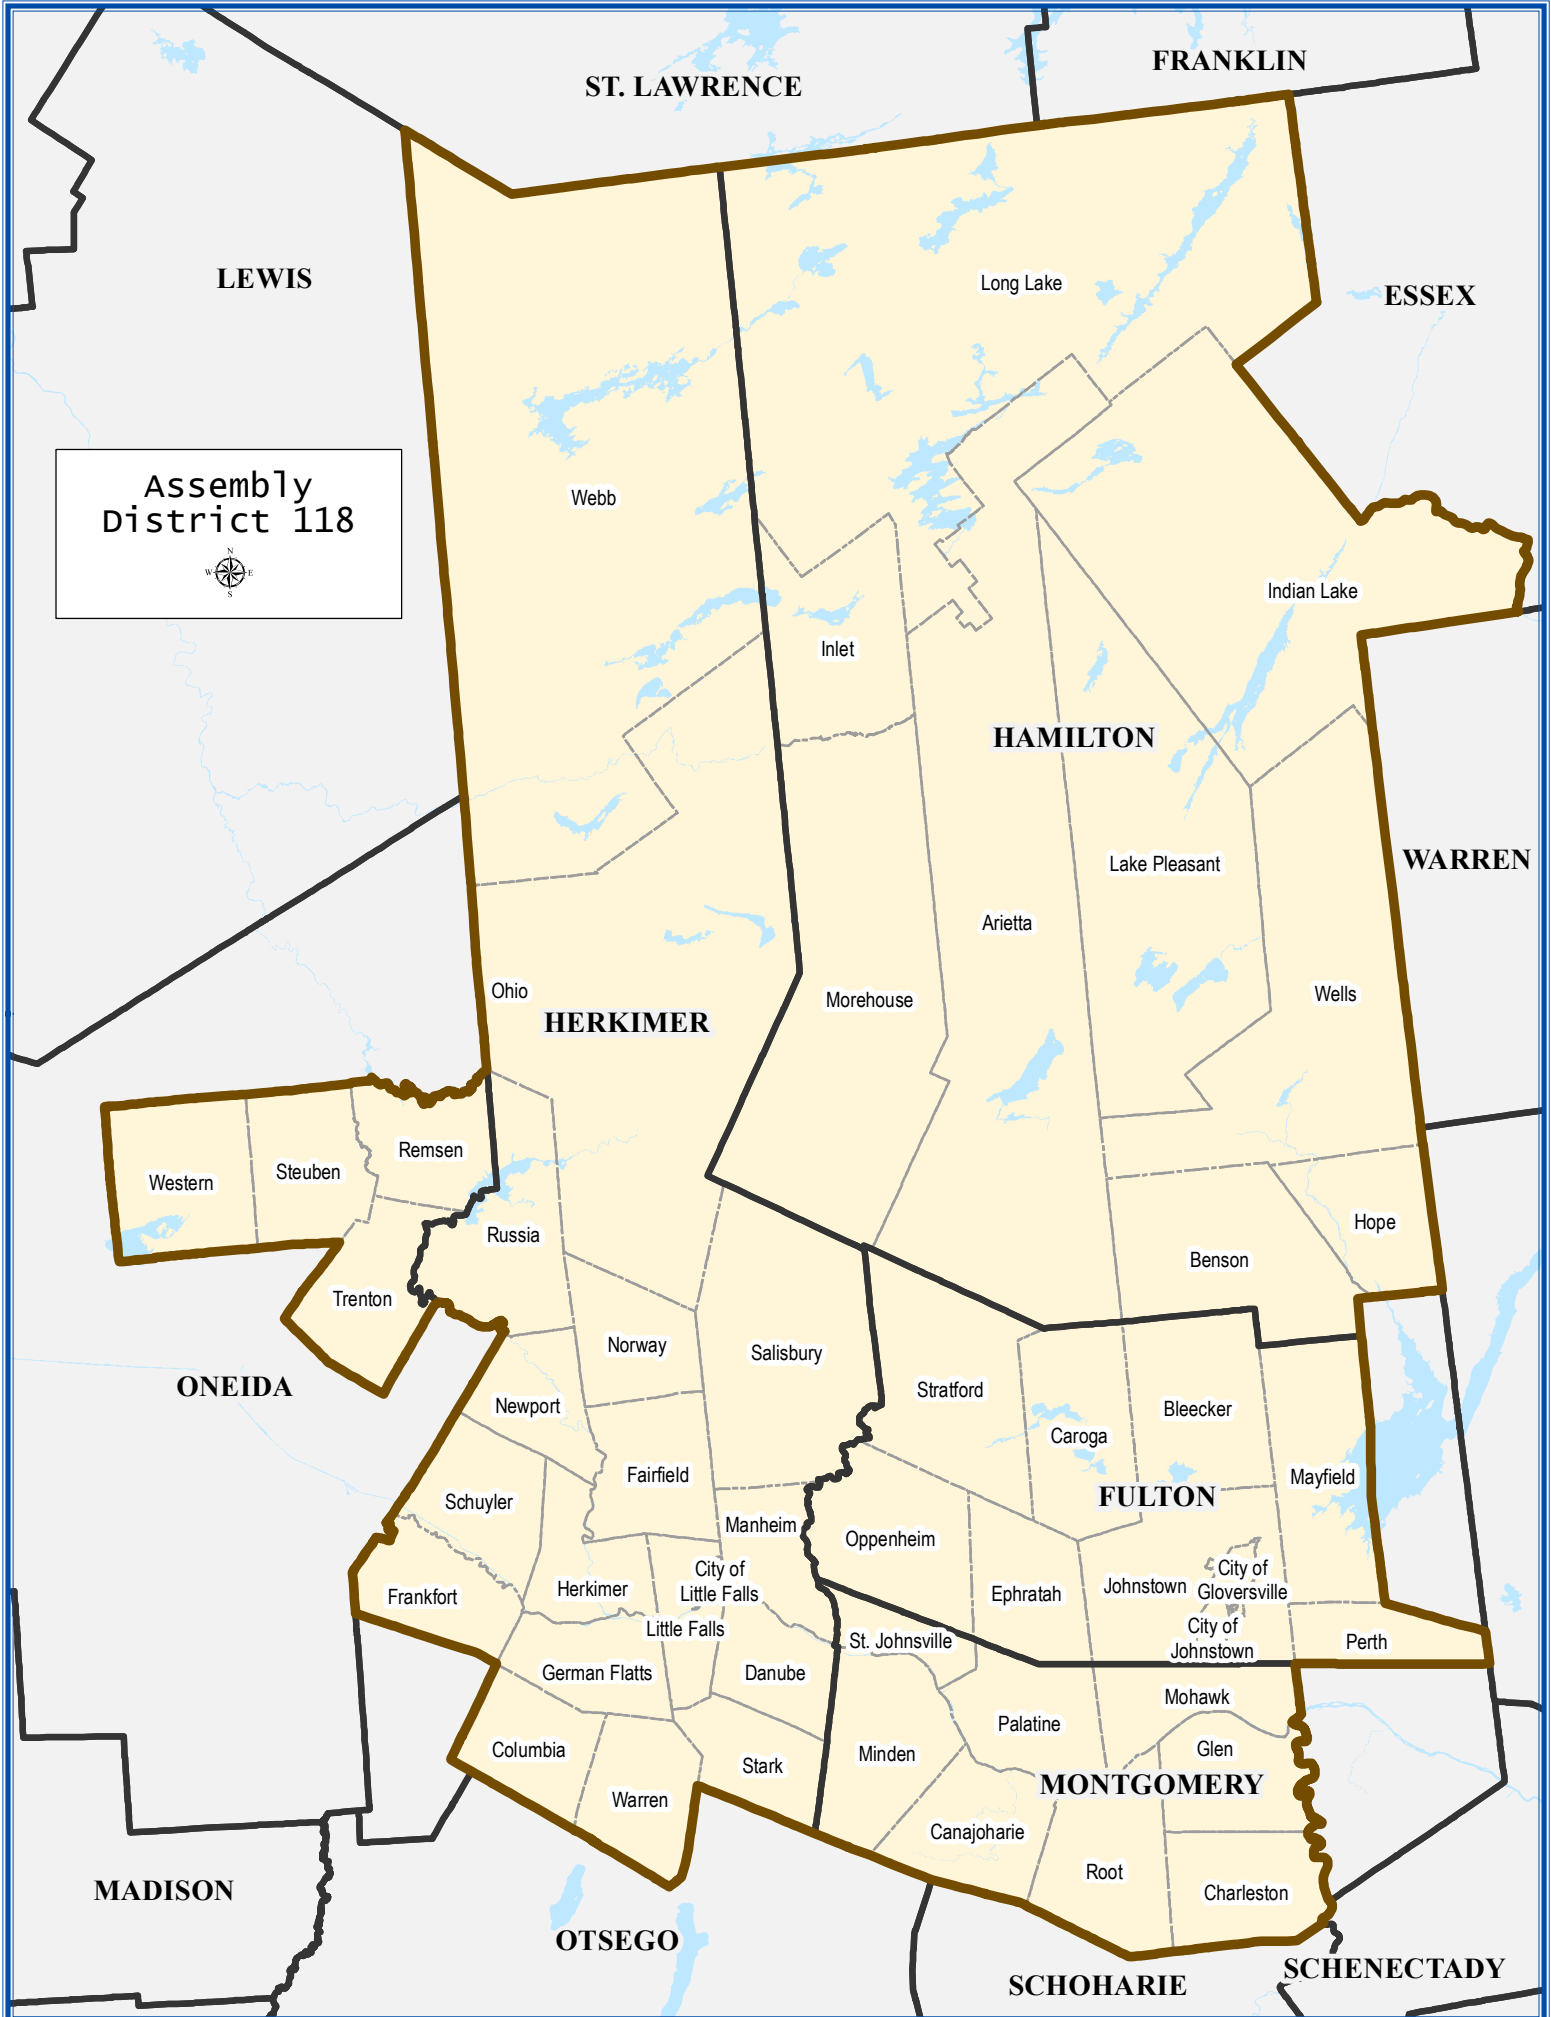 FRANKLIN
ST. LAWRENCE
LEWIS
Long Lake
ESSEX
Assembly
District 118
N
W
E
S
Webb
Indian Lake
Inlet
HAMILTON
Lake Pleasant
WARREN
Arietta
Ohio
Morehouse
Wells
HERKIMER
Remsen
Steuben
Western
Hope
Russia
Benson
Trenton
Norway
Salisbury
ONEIDA
Stratford
Newport
Bleecker
Caroga
Fairfield
Mayfield
Schuyler
FULTON
Manheim
Oppenheim
City of
Little Falls
City of
Gloversville
Herkimer
Johnstown
Frankfort
Ephratah
Little Falls
City of
Johnstown
St. Johnsville
Perth
German Flatts
Danube
Mohawk
Palatine
Columbia
Minden
Glen
Stark
MONTGOMERY
Warren
Canajoharie
Root
MADISON
Charleston
OTSEGO
SCHENECTADY
SCHOHARIE